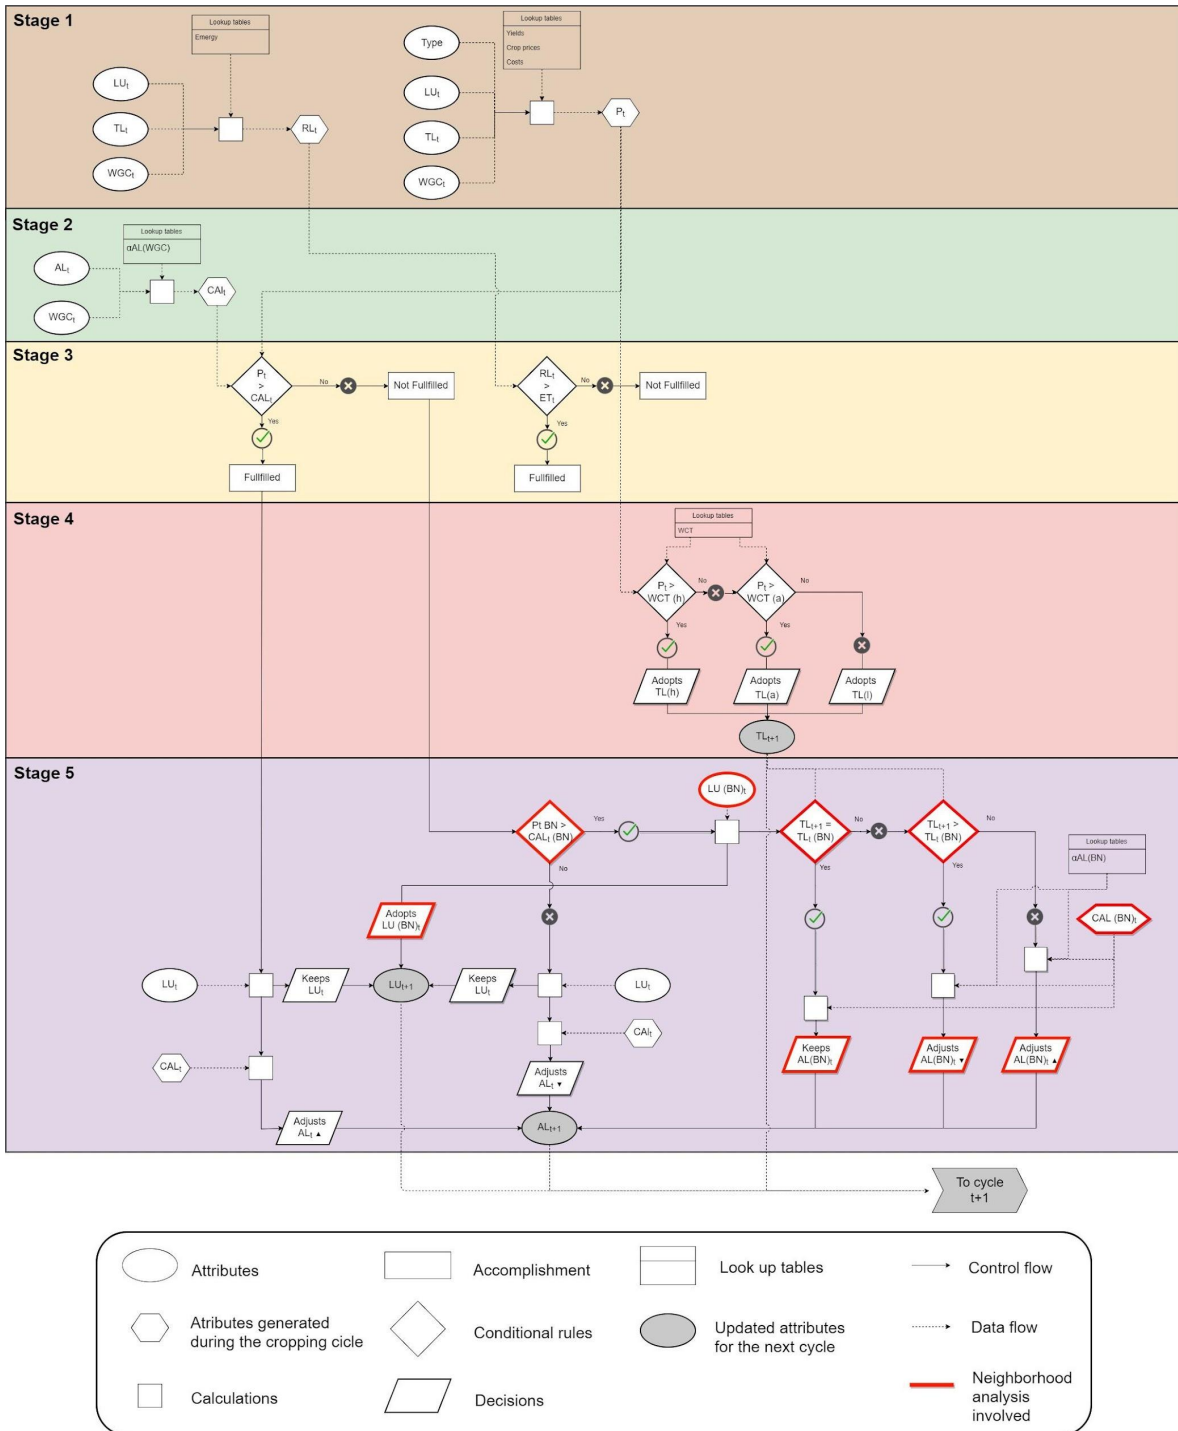 Stage 1
Lookup tables
Emergy
LUₜ
TLₜ
WGCₜ
RLₜ
Lookup tables
Yields
Crop prices
Costs
Type
LUₜ
TLₜ
WGCₜ
Pₜ
Stage 2
Lookup tables
αAL(WGC)
ALₜ
WGCₜ
CAIₜ
Stage 3
Pₜ
>
CALₜ
No
Not Fullfilled
Yes
Fullfilled
RLₜ
>
ETₜ
No
Not Fullfilled
Yes
Fullfilled
Stage 4
Lookup tables
WCT
Pₜ >
WCT (h)
No
Yes
Pₜ >
WCT (a)
No
Yes
Adopts
TL(h)
Adopts
TL(a)
Adopts
TL(l)
TLₜ₊₁
Stage 5
LU (BN)ₜ
Pt BN >
CALₜ (BN)
Yes
No
TLₜ₊₁ =
TLₜ (BN)
No
Yes
TLₜ₊₁ >
TLₜ (BN)
No
Yes
Lookup tables
αAL(BN)
CAL (BN)ₜ
Adopts
LU (BN)ₜ
LUₜ
Keeps
LUₜ
LUₜ₊₁
Keeps
LUₜ
LUₜ
CAIₜ
CALₜ
Adjusts
ALₜ ▼
Keeps
AL(BN)ₜ
Adjusts
AL(BN)ₜ ▼
Adjusts
AL(BN)ₜ ▲
Adjusts
ALₜ ▲
ALₜ₊₁
To cycle
t+1
Attributes
Accomplishment
Look up tables
Control flow
Atributes generated
during the cropping cicle
Conditional rules
Updated attributes
for the next cycle
Data flow
Calculations
Decisions
Neighborhood
analysis
involved